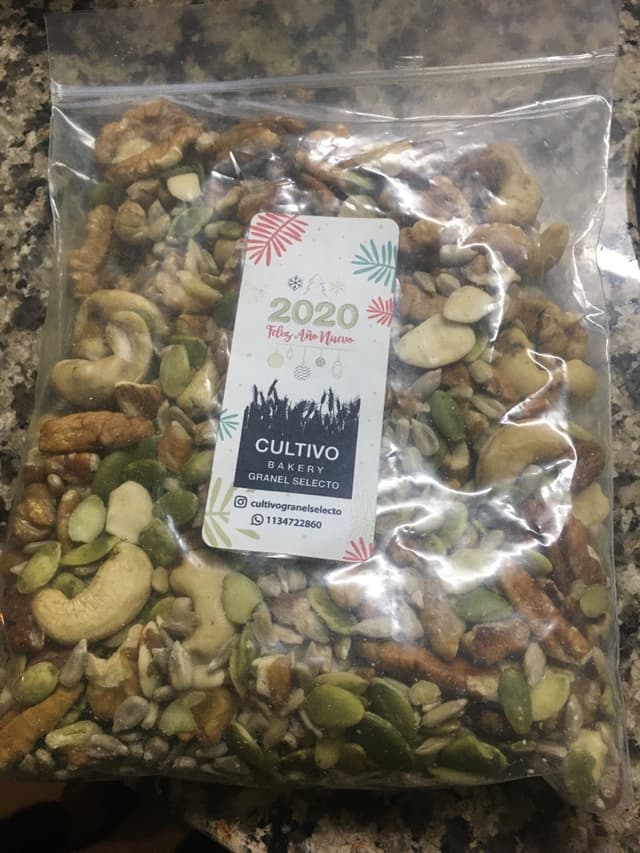 2020
Feliz Año Nuevo
CULTIVO
BAKERY
GRANEL SELECTO
cultivogranelselecto
1134722860